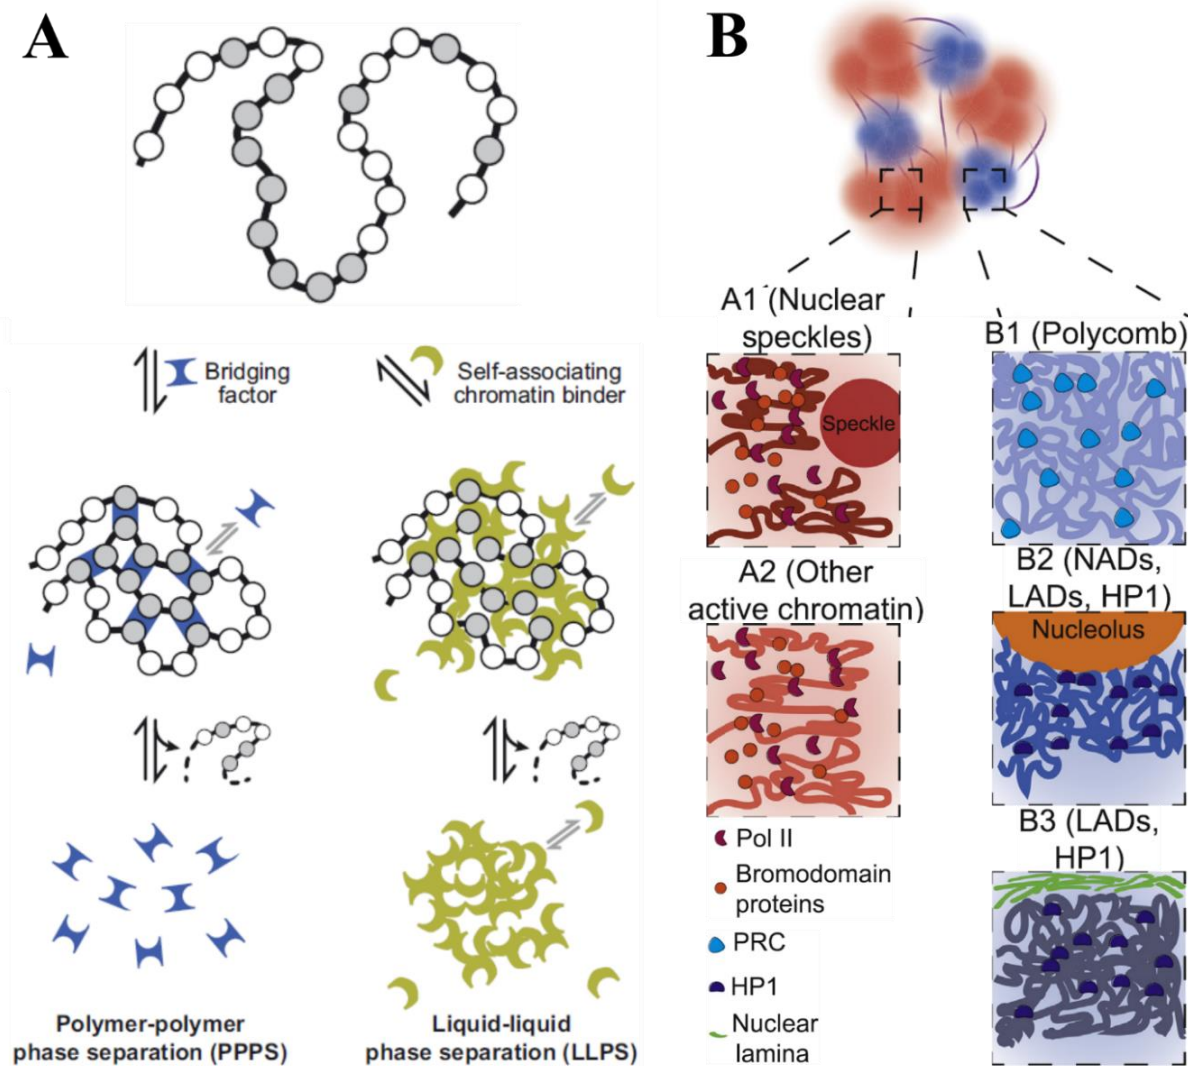 A
Bridging
factor
Self-associating
chromatin binder
Polymer-polymer
phase separation (PPPS)
Liquid-liquid
phase separation (LLPS)
B
A1 (Nuclear
speckles)
Speckle
A2 (Other
active chromatin)
Pol II
Bromodomain
proteins
PRC
HP1
Nuclear
lamina
B1 (Polycomb)
B2 (NADs,
LADs, HP1)
Nucleolus
B3 (LADs,
HP1)